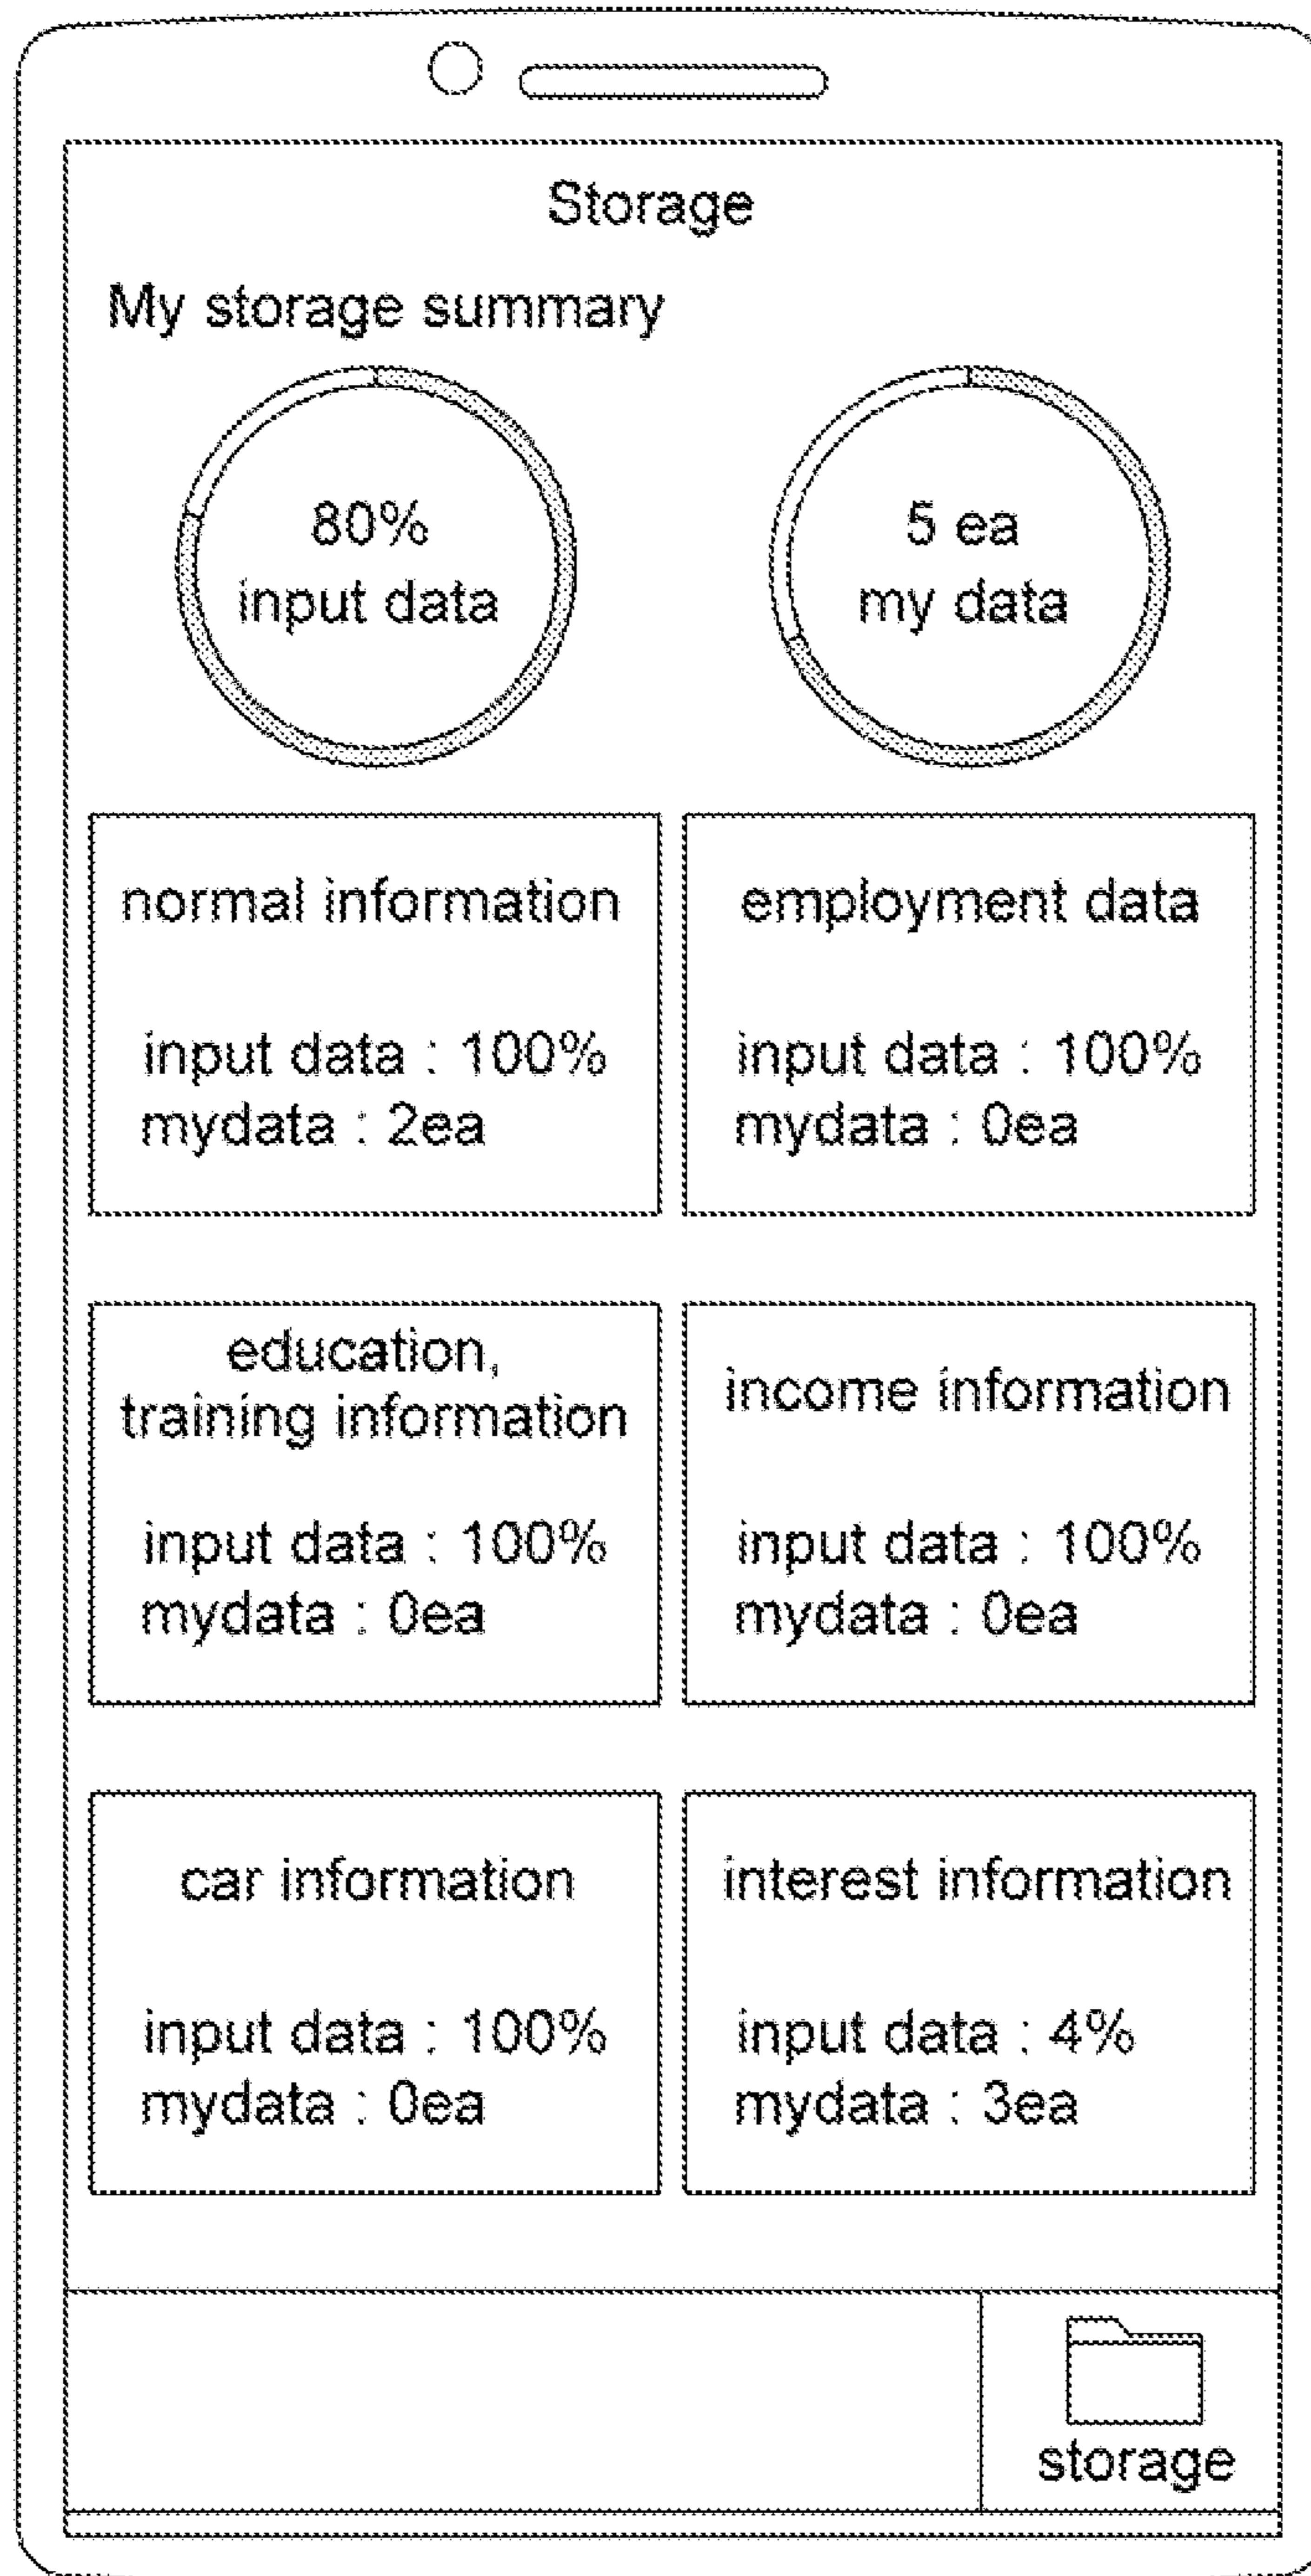 Storage
My storage summary
80%
input data
5 ea
my data
normal information
input data : 100%
mydata : 2ea
employment data
input data : 100%
mydata : 0ea
education,
training information
input data : 100%
mydata : 0ea
income information
input data : 100%
mydata : 0ea
car information
input data : 100%
mydata : 0ea
interest information
input data : 4%
mydata : 3ea
storage